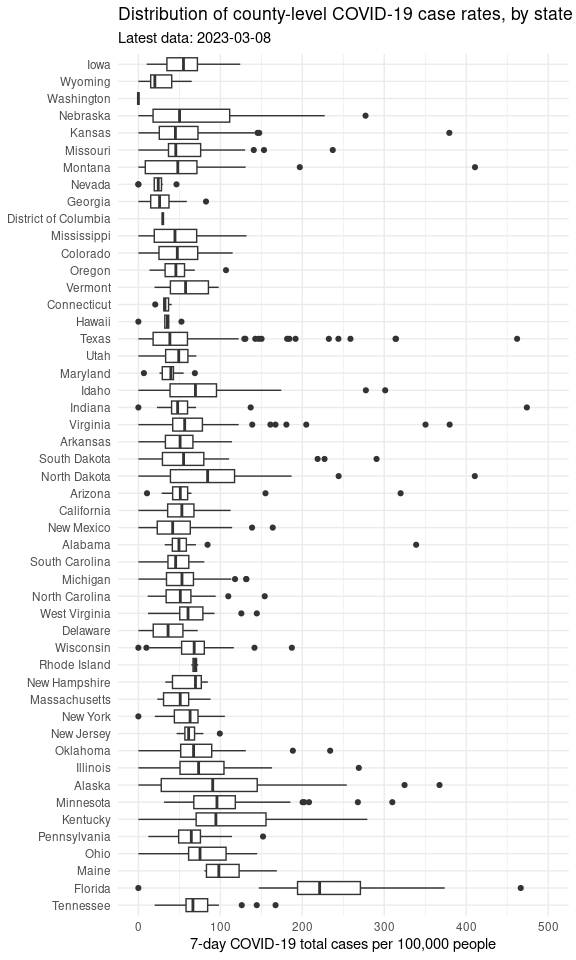 Distribution of county-level COVID-19 case rates, by state
Latest data: 2023-03-08
Iowa
Wyoming
Washington
Nebraska
Kansas
Missouri
Montana
Nevada
Georgia
District of Columbia
Mississippi
Colorado
Oregon
Vermont
Connecticut
Hawaii
Texas
Utah
Maryland
Idaho
Indiana
Virginia
Arkansas
South Dakota
North Dakota
Arizona
California
New Mexico
Alabama
South Carolina
Michigan
North Carolina
West Virginia
Delaware
Wisconsin
Rhode Island
New Hampshire
Massachusetts
New York
New Jersey
Oklahoma
Illinois
Alaska
Minnesota
Kentucky
Pennsylvania
Ohio
Maine
Florida
Tennessee
0 100 200 300 400 500
7-day COVID-19 total cases per 100,000 people